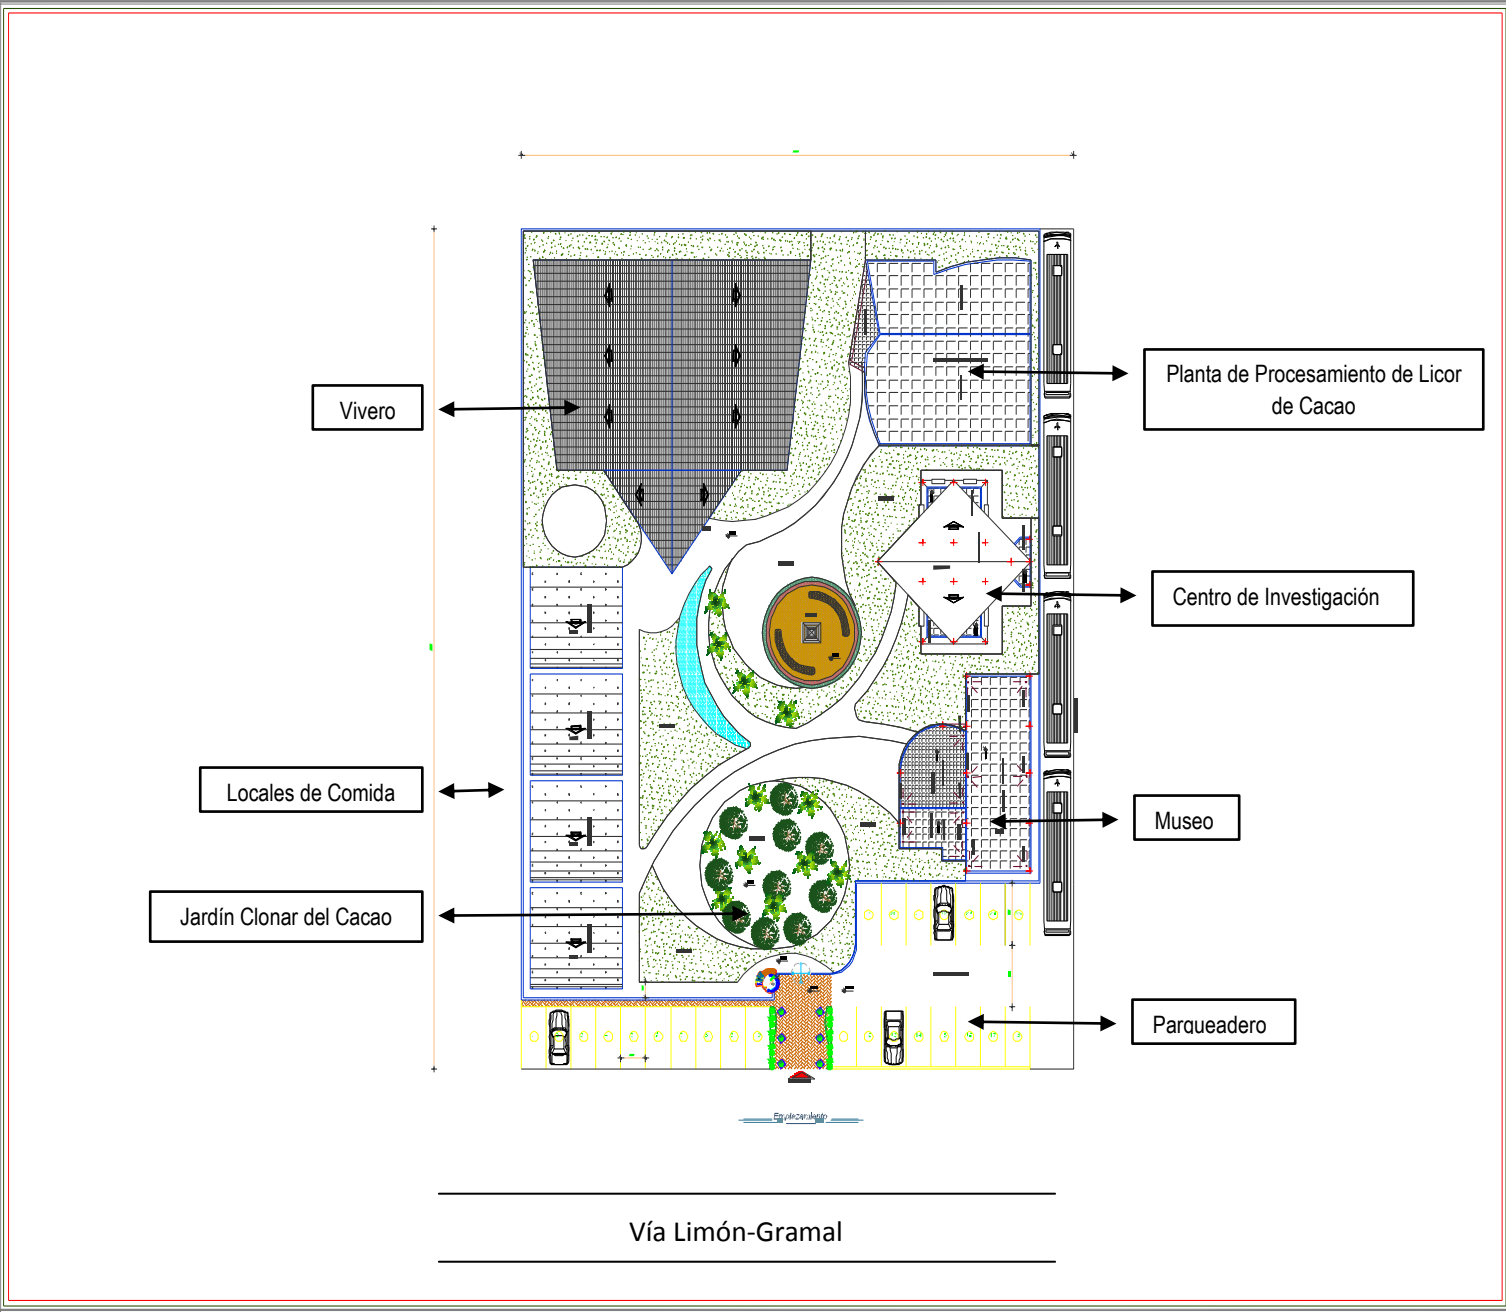 Planta de Procesamiento de Licor
de Cacao
Vivero
Centro de Investigación
Locales de Comida
Museo
Jardín Clonar del Cacao
Parqueadero
Emplazamiento
Vía Limón-Gramal